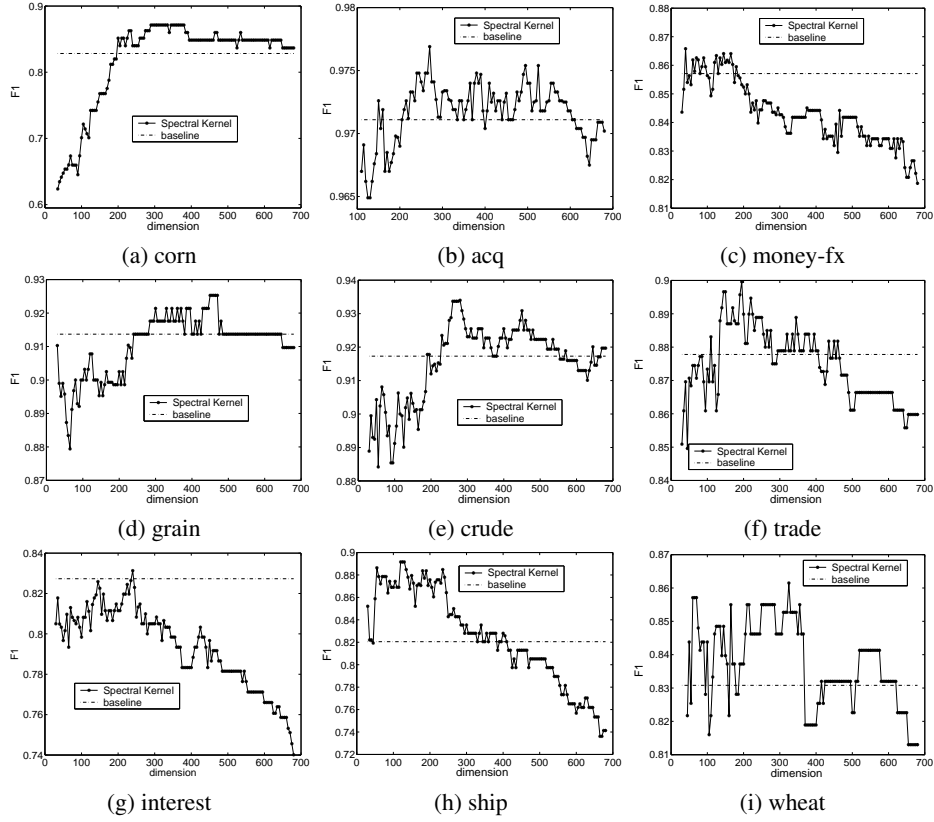 0.9
0.8
0.7
0.6
F1
0 100 200 300 400 500 600 700
dimension
Spectral Kernel
baseline
(a) corn
0.98
0.975
0.97
0.965
F1
100 200 300 400 500 600 700
dimension
Spectral Kernel
baseline
(b) acq
0.88
0.87
0.86
0.85
0.84
0.83
0.82
0.81
F1
0 100 200 300 400 500 600 700
dimension
Spectral Kernel
baseline
(c) money-fx
0.93
0.92
0.91
0.9
0.89
0.88
0.87
F1
0 100 200 300 400 500 600 700
dimension
Spectral Kernel
baseline
(d) grain
0.94
0.93
0.92
0.91
0.9
0.89
0.88
F1
0 100 200 300 400 500 600 700
dimension
Spectral Kernel
baseline
(e) crude
0.9
0.89
0.88
0.87
0.86
0.85
0.84
F1
0 100 200 300 400 500 600 700
dimension
Spectral Kernel
baseline
(f) trade
0.84
0.82
0.8
0.78
0.76
0.74
F1
0 100 200 300 400 500 600 700
dimension
Spectral Kernel
baseline
(g) interest
0.9
0.88
0.86
0.84
0.82
0.8
0.78
0.76
0.74
0.72
F1
0 100 200 300 400 500 600 700
dimension
Spectral Kernel
baseline
(h) ship
0.87
0.86
0.85
0.84
0.83
0.82
0.81
F1
0 100 200 300 400 500 600 700
dimension
Spectral Kernel
baseline
(i) wheat